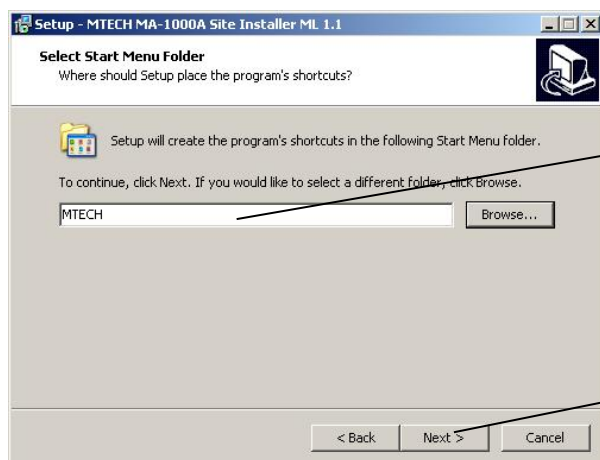 Setup - MTECH MA-1000A Site Installer ML 1.1
Select Start Menu Folder
Where should Setup place the program's shortcuts?
Setup will create the program's shortcuts in the following Start Menu folder.
To continue, click Next. If you would like to select a different folder, click Browse.
MTECH
Browse...
< Back
Next >
Cancel